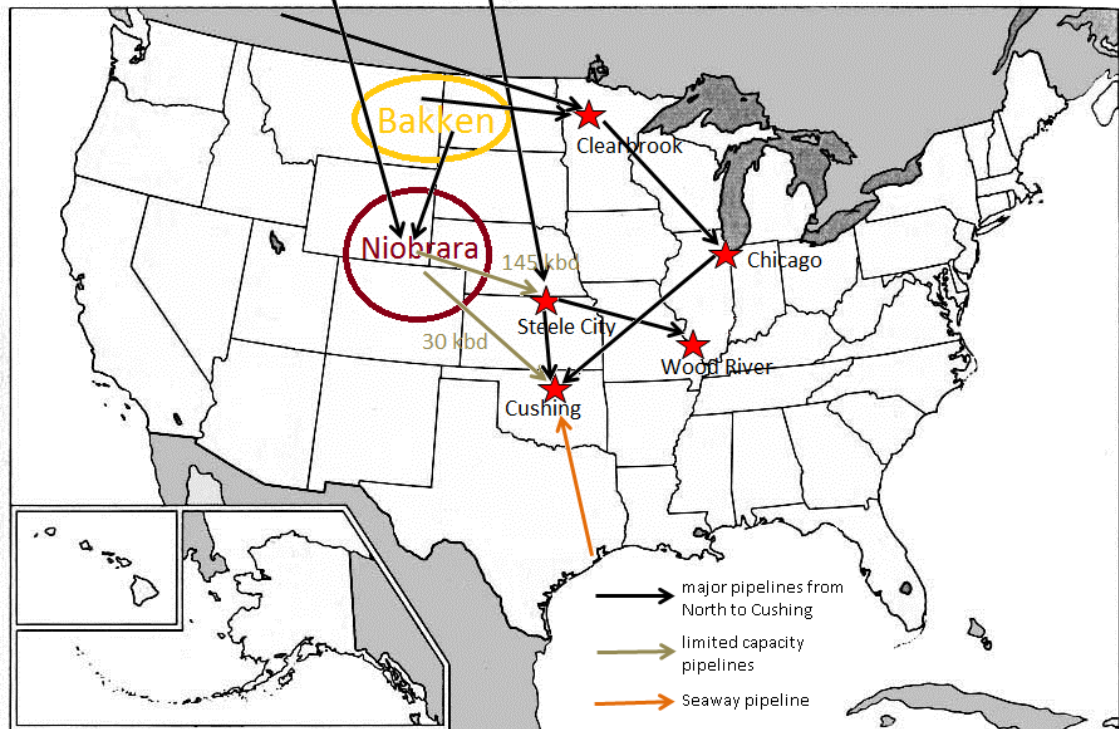 Bakken
Clearbrook
Niobrara
Chicago
145 kbd
Steele City
30 kbd
Wood River
Cushing
major pipelines from
North to Cushing
limited capacity
pipelines
Seaway pipeline